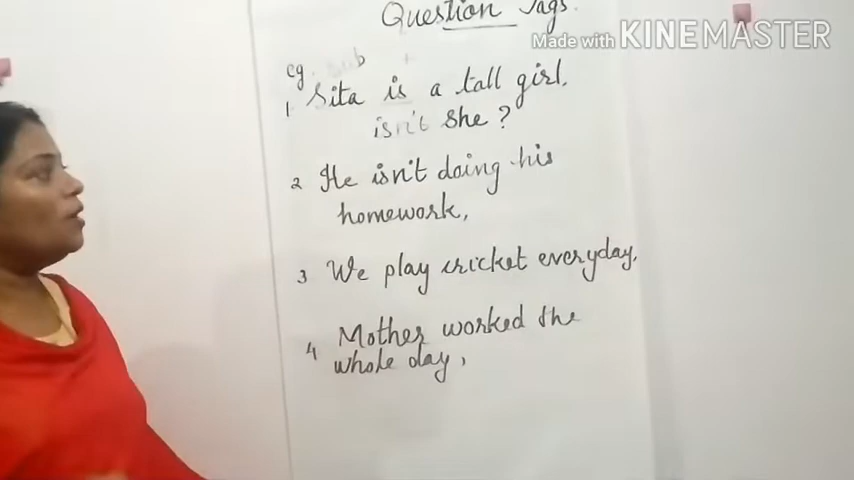 Question Tags.
Made with KINEMASTER
eg. sub +
1 Sita is a tall girl,
isn't she ?
2 He isn't doing his
homework,
3 We play cricket everyday,
4 Mother worked the
whole day,